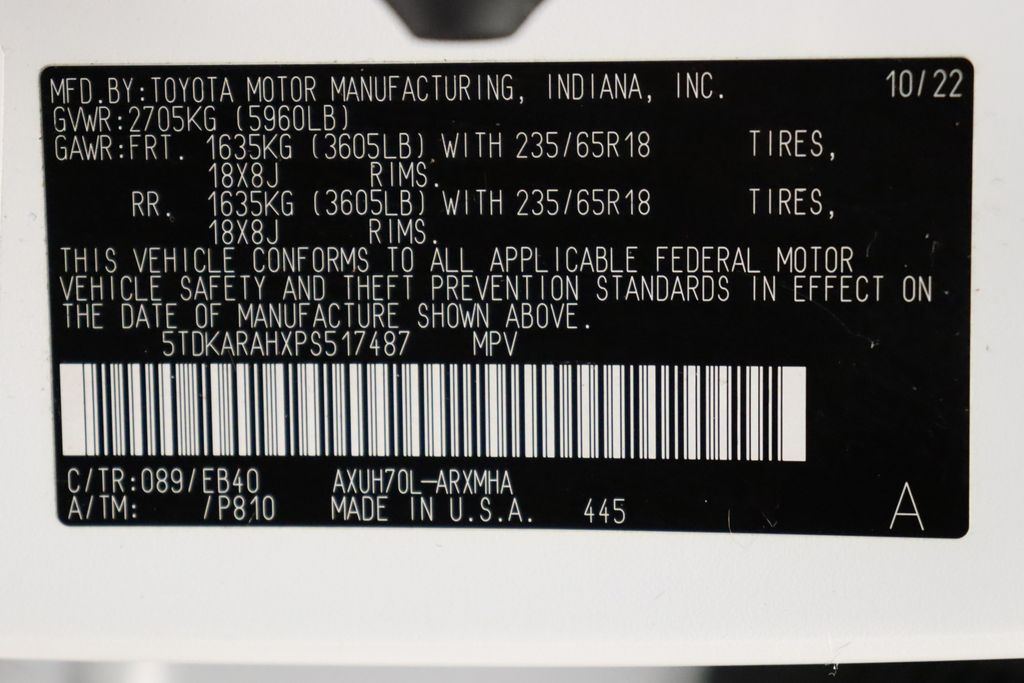 MFD.BY:TOYOTA MOTOR MANUFACTURING, INDIANA, INC. 10/22
GVWR:2705KG (5960LB)
GAWR:FRT. 1635KG (3605LB) WITH 235/65R18 TIRES,
18X8J RIMS.
RR. 1635KG (3605LB) WITH 235/65R18 TIRES,
18X8J RIMS.
THIS VEHICLE CONFORMS TO ALL APPLICABLE FEDERAL MOTOR
VEHICLE SAFETY AND THEFT PREVENTION STANDARDS IN EFFECT ON
THE DATE OF MANUFACTURE SHOWN ABOVE.
5TDKARAHXPS517487 MPV
C/TR:089/EB40 AXUH70L-ARXMHA
A/TM: /P810 MADE IN U.S.A. 445 A